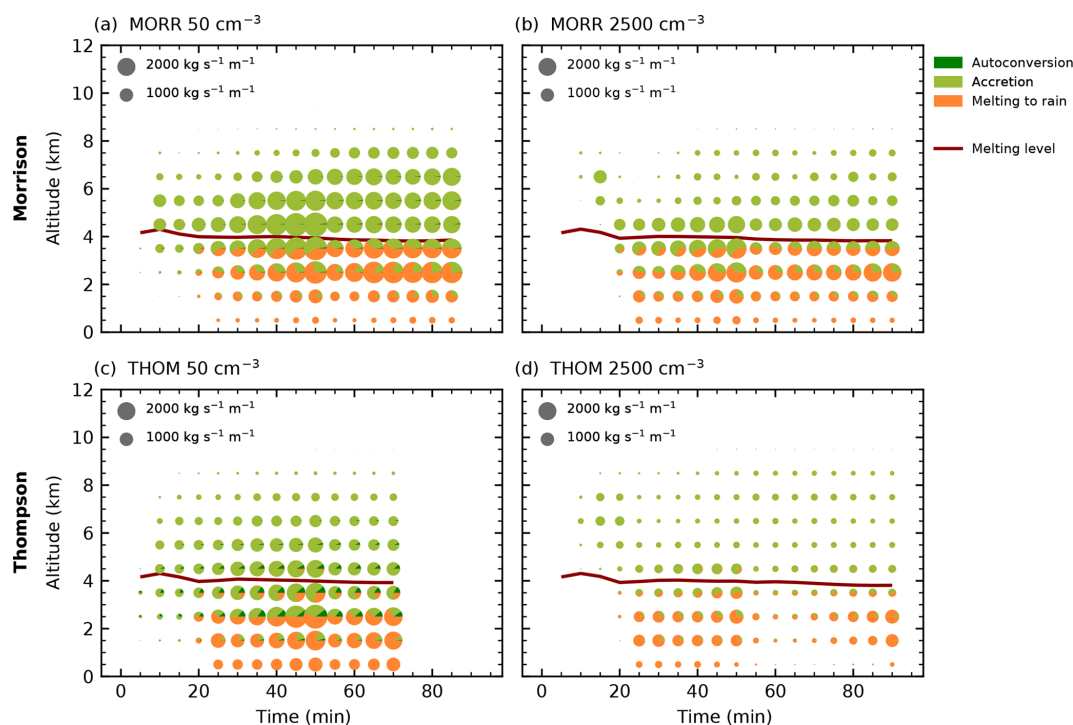 (a) MORR 50 cm⁻³
(b) MORR 2500 cm⁻³
12
10
8
6
4
2
0
Altitude (km)
Morrison
2000 kg s⁻¹ m⁻¹
1000 kg s⁻¹ m⁻¹
2000 kg s⁻¹ m⁻¹
1000 kg s⁻¹ m⁻¹
Autoconversion
Accretion
Melting to rain
Melting level
(c) THOM 50 cm⁻³
(d) THOM 2500 cm⁻³
12
10
8
6
4
2
0
Altitude (km)
Thompson
2000 kg s⁻¹ m⁻¹
1000 kg s⁻¹ m⁻¹
2000 kg s⁻¹ m⁻¹
1000 kg s⁻¹ m⁻¹
0 20 40 60 80
0 20 40 60 80
Time (min)
Time (min)